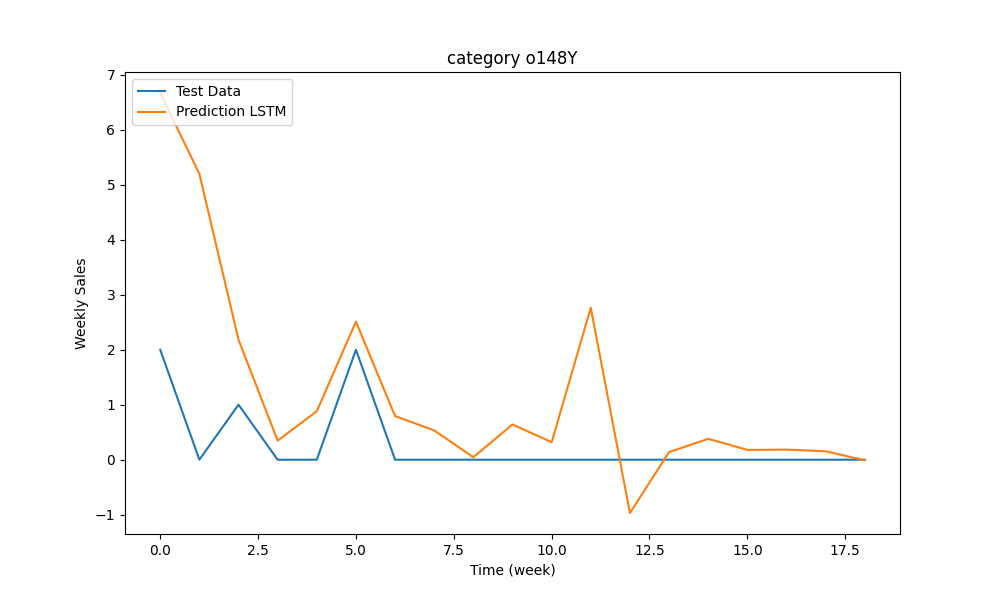 category o148Y
Test Data
Prediction LSTM
Weekly Sales
7
6
5
4
3
2
1
0
−1
0.0 2.5 5.0 7.5 10.0 12.5 15.0 17.5
Time (week)